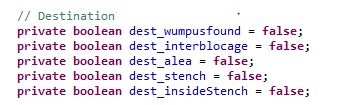 // Destination
private boolean dest_wumpusfound = false;
private boolean dest_interblocage = false;
private boolean dest_alea = false;
private boolean dest_stench = false;
private boolean dest_insideStench = false;